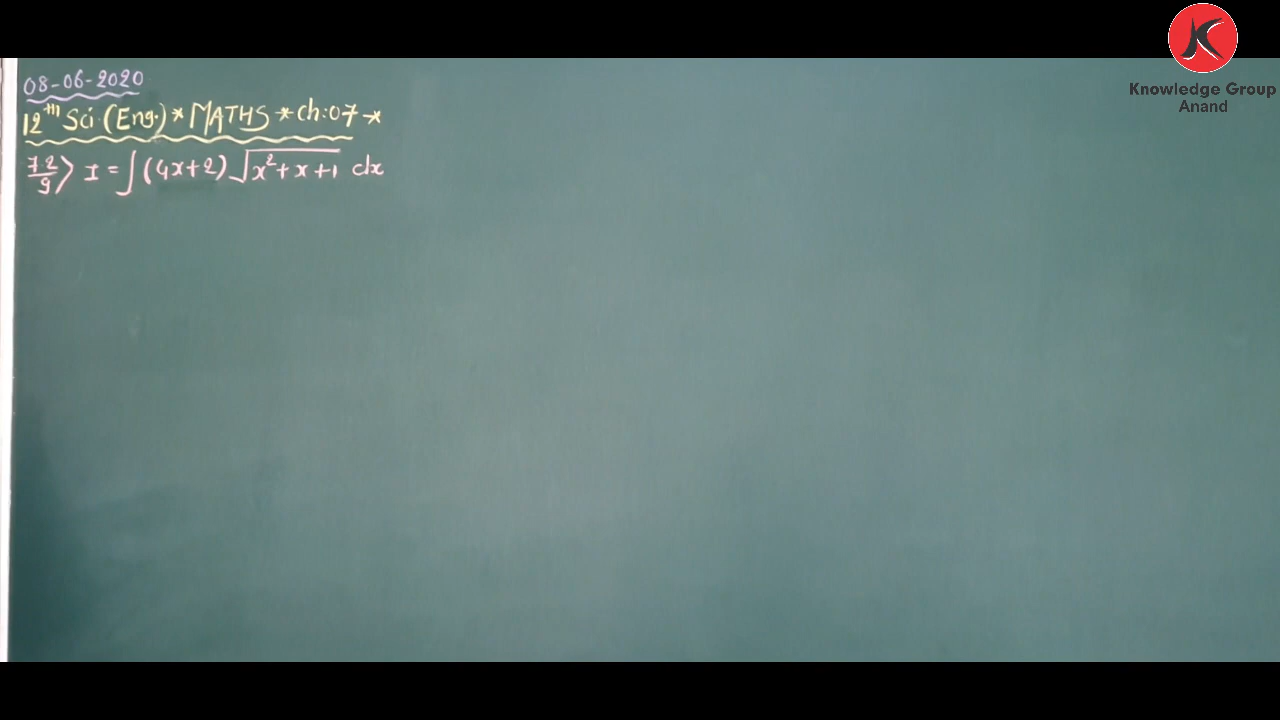 Knowledge Group
Anand
08-06-2020
12th Sci (Eng.) * MATHS * ch:07 *
7.2/9> I = ∫(4x+2) √(x²+x+1) dx